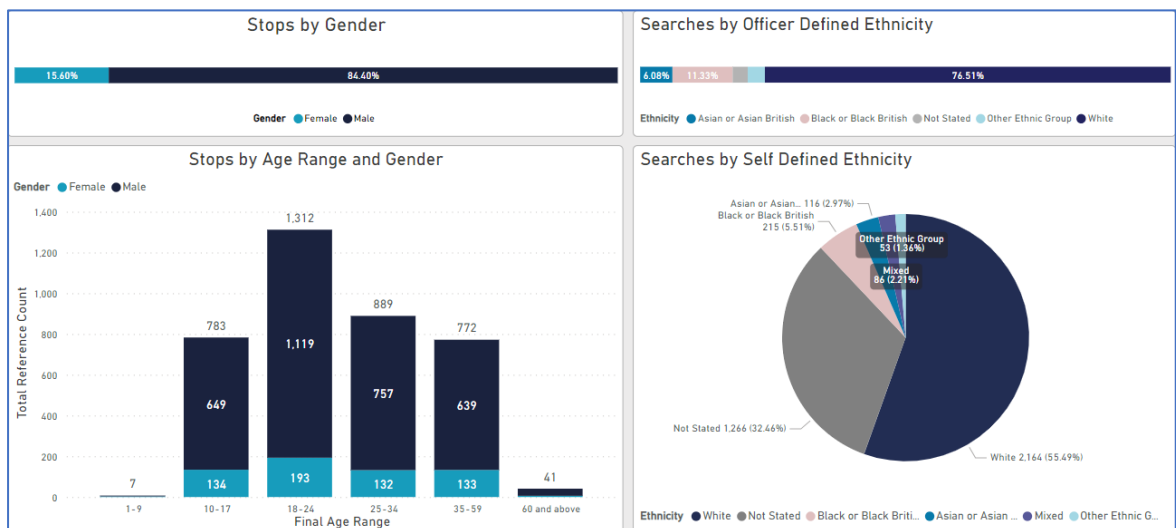 Stops by Gender
15.60%
84.40%
Gender Female Male
Searches by Officer Defined Ethnicity
6.08% 11.33% 76.51%
Ethnicity Asian or Asian British Black or Black British Not Stated Other Ethnic Group White
Stops by Age Range and Gender
Gender Female Male
Total Reference Count
1,400
1,200
1,000
800
600
400
200
0
7
783
649
134
1,312
1,119
193
889
757
132
772
639
133
41
1-9 10-17 18-24 25-34 35-59 60 and above
Final Age Range
Searches by Self Defined Ethnicity
Asian or Asian... 116 (2.97%)
Black or Black British
215 (5.51%)
Other Ethnic Group
53 (1.36%)
Mixed
86 (2.21%)
Not Stated 1,266 (32.46%)
White 2,164 (55.49%)
Ethnicity White Not Stated Black or Black Briti... Asian or Asian ... Mixed Other Ethnic G...